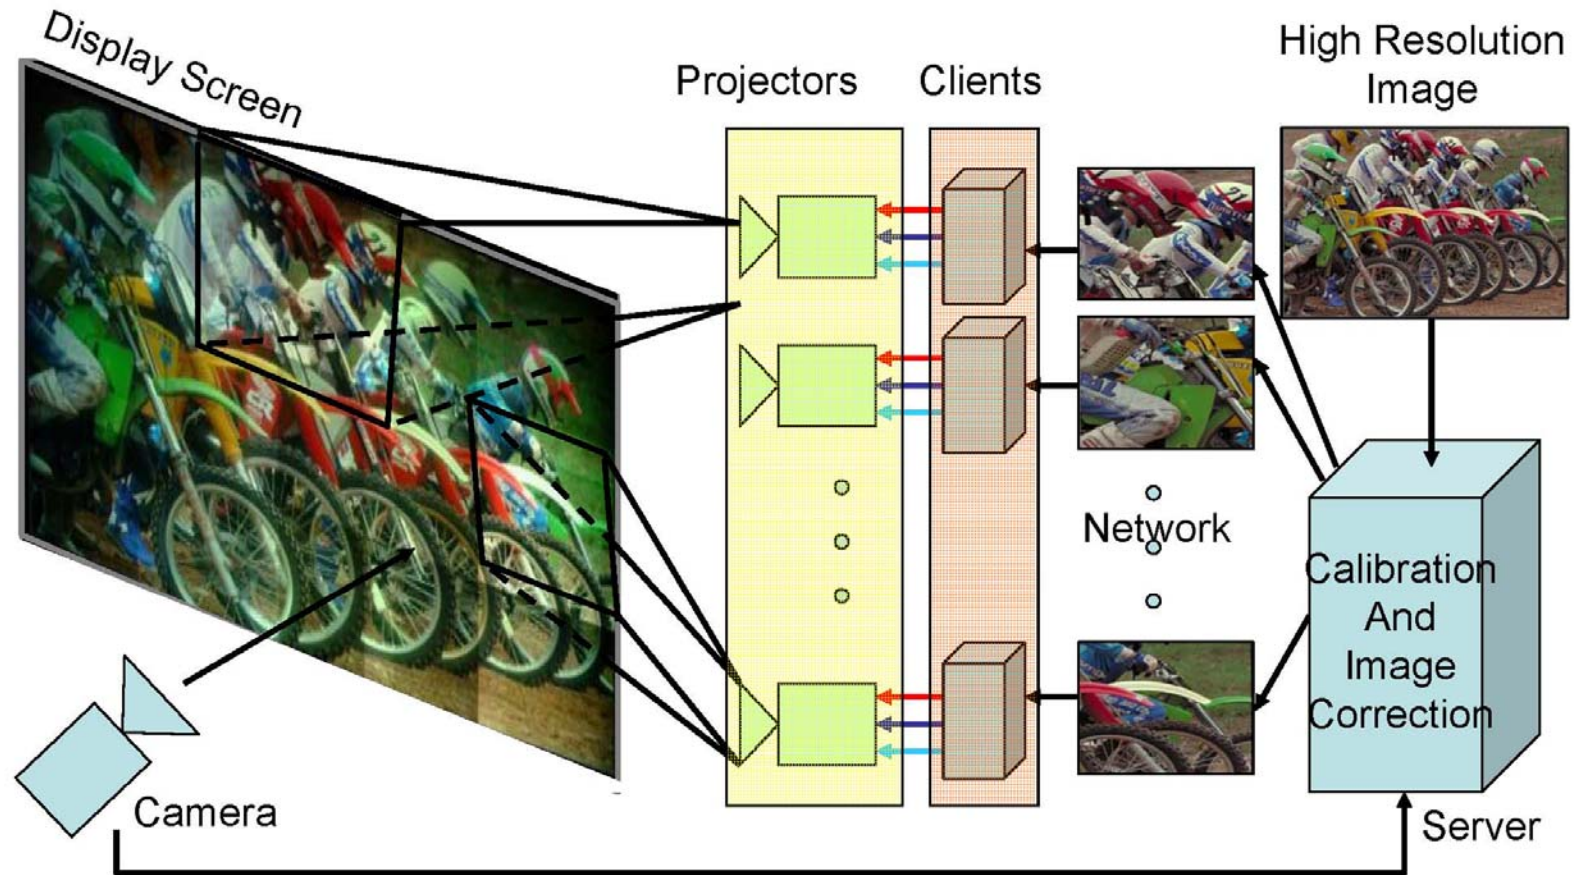 Display Screen
Projectors
Clients
High Resolution
Image
Network
Calibration
And
Image
Correction
Camera
Server